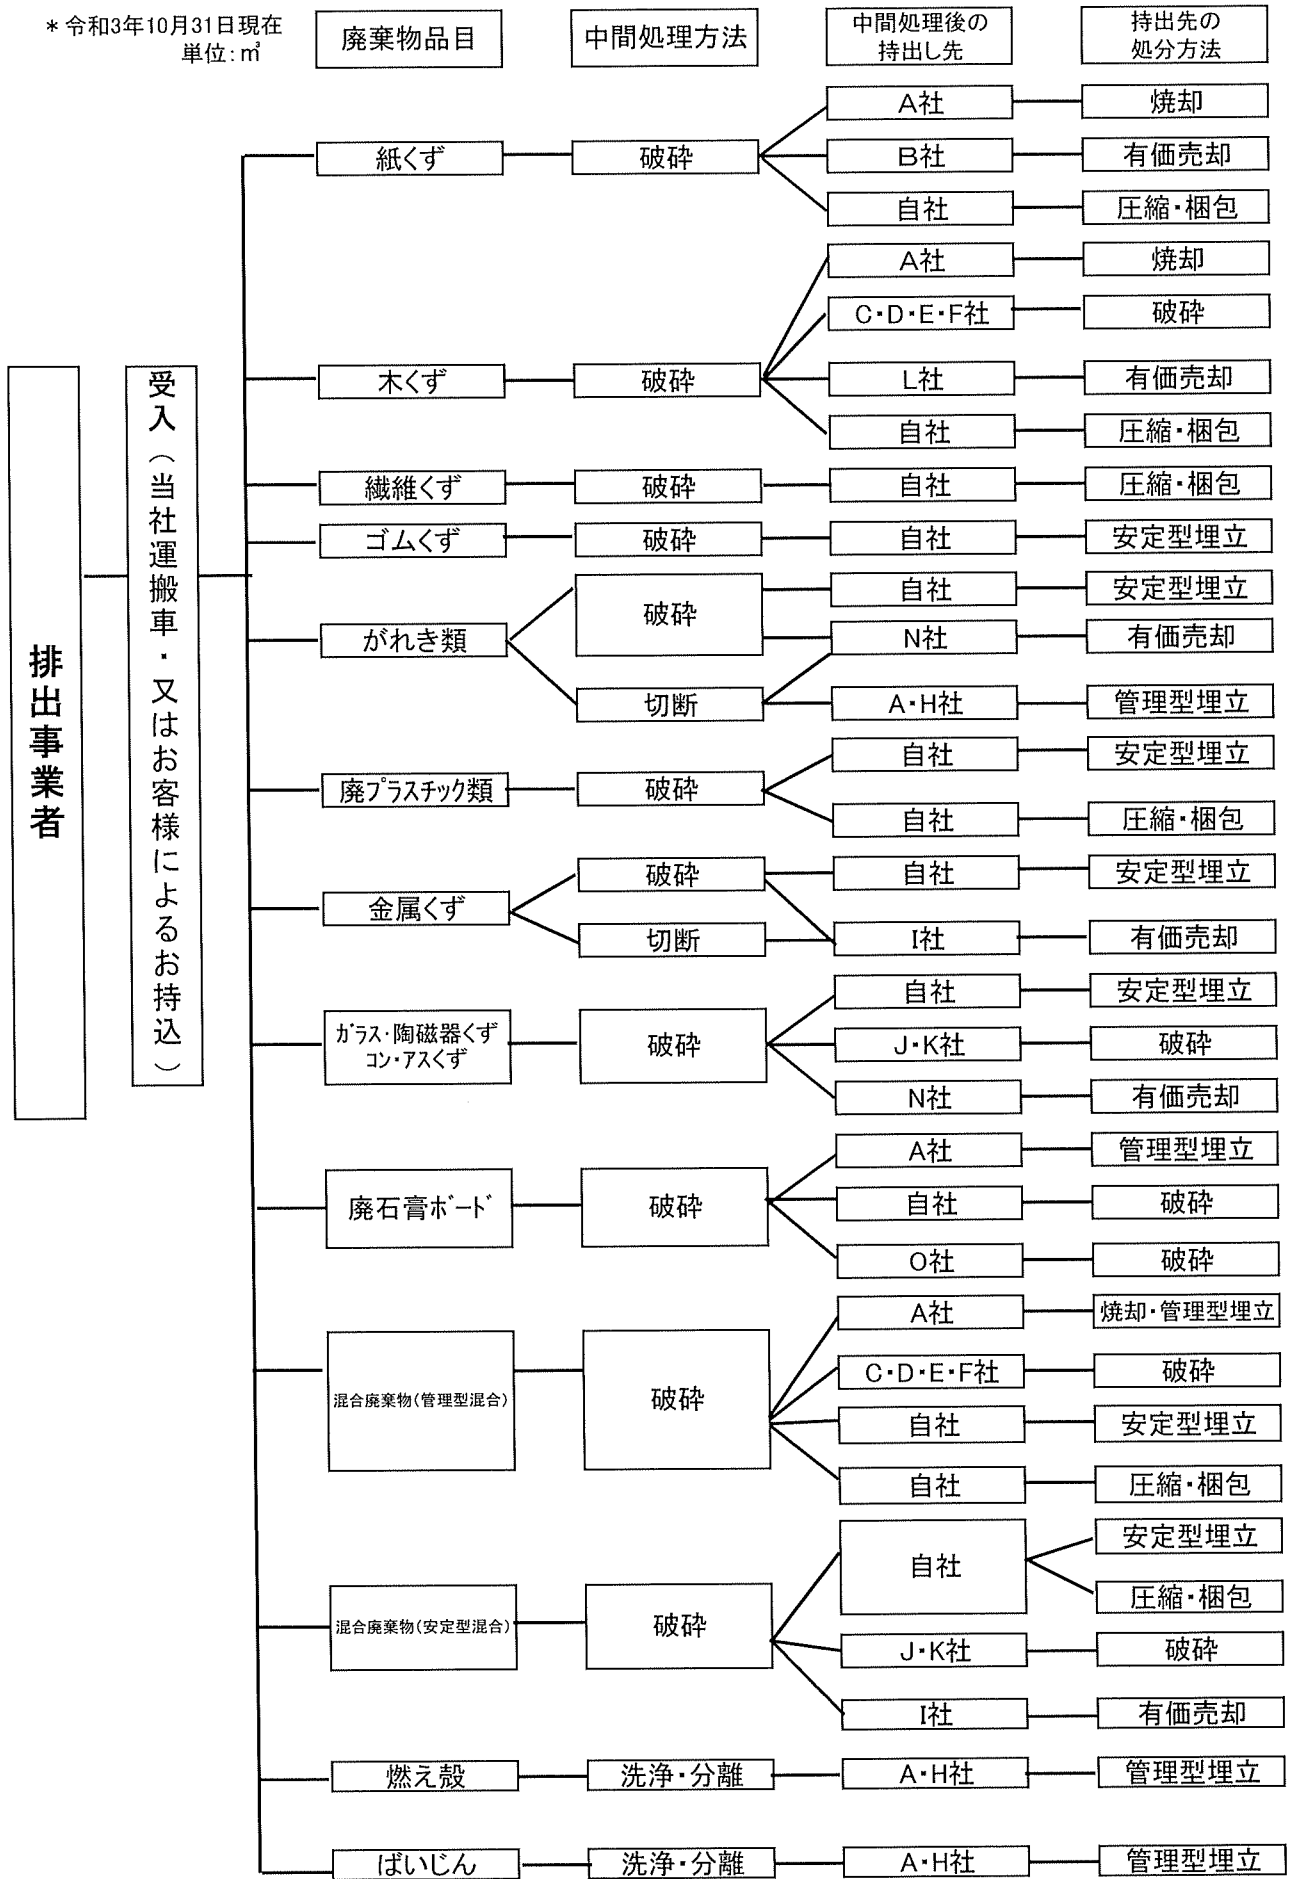 ＊令和3年10月31日現在
単位：㎥
廃棄物品目
中間処理方法
中間処理後の
持出し先
持出先の
処分方法
排出事業者
受入（当社運搬車・又はお客様によるお持込）
紙くず
破砕
A社
焼却
B社
有価売却
自社
圧縮・梱包
木くず
破砕
A社
焼却
C・D・E・F社
破砕
L社
有価売却
自社
圧縮・梱包
繊維くず
破砕
自社
圧縮・梱包
ゴムくず
破砕
自社
安定型埋立
がれき類
破砕
自社
安定型埋立
N社
有価売却
切断
A・H社
管理型埋立
廃プラスチック類
破砕
自社
安定型埋立
自社
圧縮・梱包
金属くず
破砕
自社
安定型埋立
切断
I社
有価売却
ガラス・陶磁器くず
コン・アスくず
破砕
自社
安定型埋立
J・K社
破砕
N社
有価売却
廃石膏ボード
破砕
A社
管理型埋立
自社
破砕
O社
破砕
混合廃棄物(管理型混合)
破砕
A社
焼却・管理型埋立
C・D・E・F社
破砕
自社
安定型埋立
自社
圧縮・梱包
混合廃棄物(安定型混合)
破砕
自社
安定型埋立
圧縮・梱包
J・K社
破砕
I社
有価売却
燃え殻
洗浄・分離
A・H社
管理型埋立
ばいじん
洗浄・分離
A・H社
管理型埋立